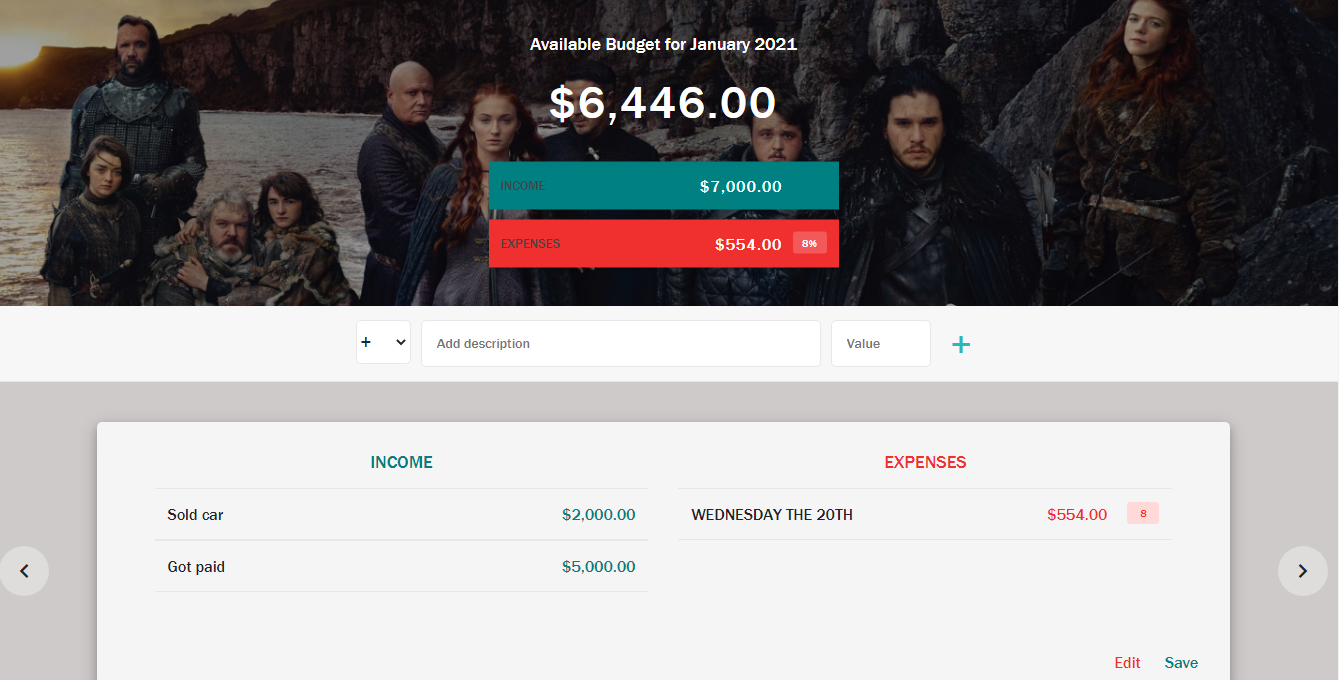 Available Budget for January 2021
$6,446.00
INCOME $7,000.00
EXPENSES $554.00 8%
+ Add description Value +
INCOME
Sold car $2,000.00
Got paid $5,000.00
EXPENSES
WEDNESDAY THE 20TH $554.00 8
Edit Save